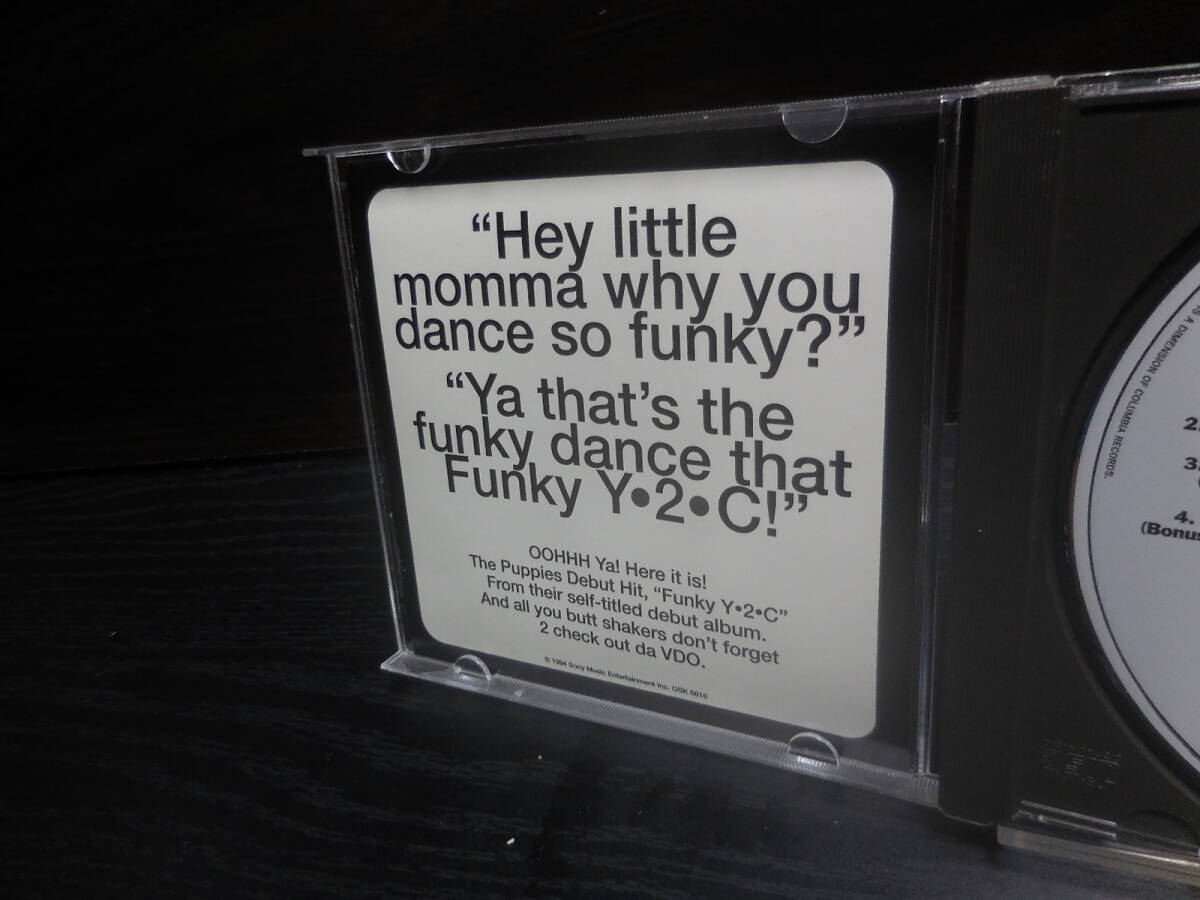 “Hey little
momma why you
dance so funky?”
“Ya that’s the
funky dance that
Funky Y•2•C!”
OOHHH Ya! Here it is!
The Puppies Debut Hit, “Funky Y•2•C”
From their self-titled debut album.
And all you butt shakers don’t forget
2 check out da VDO.
© 1994 Sony Music Entertainment Inc. OSK 6010
IS A DIMENSION OF COLUMBIA RECORDS.
2.
3.
4.
(Bonus